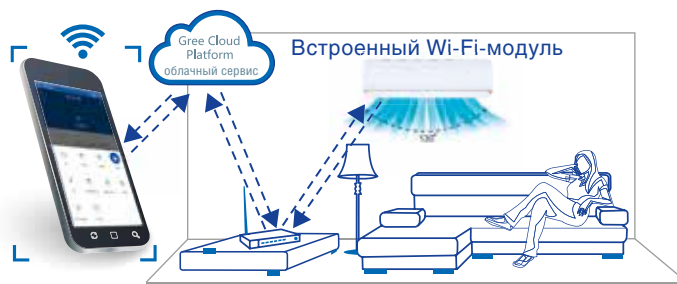 Gree Cloud
Platform
облачный сервис
Встроенный Wi-Fi-модуль